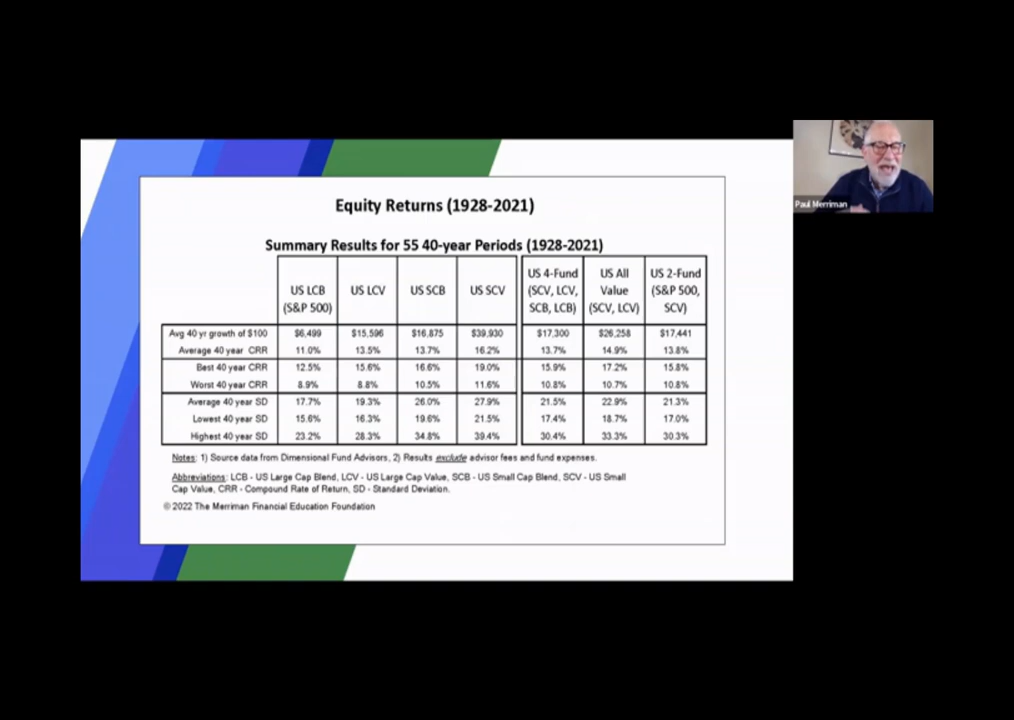 Equity Returns (1928-2021)
Summary Results for 55 40-year Periods (1928-2021)
US LCB (S&P 500) US LCV US SCB US SCV US 4-Fund (SCV, LCV, SCB, LCB) US All Value (SCV, LCV) US 2-Fund (S&P 500, SCV)
Avg 40 yr growth of $100 $6,499 $15,596 $16,875 $39,930 $17,300 $26,258 $17,441
Average 40 year CRR 11.0% 13.5% 13.7% 16.2% 13.7% 14.9% 13.8%
Best 40 year CRR 12.5% 15.6% 16.6% 19.0% 15.9% 17.2% 15.8%
Worst 40 year CRR 8.9% 8.8% 10.5% 11.6% 10.8% 10.7% 10.8%
Average 40 year SD 17.7% 19.3% 26.0% 27.9% 21.5% 22.9% 21.3%
Lowest 40 year SD 15.6% 16.3% 19.6% 21.5% 17.4% 18.7% 17.0%
Highest 40 year SD 23.2% 28.3% 34.8% 39.4% 30.4% 33.3% 30.3%
Notes: 1) Source data from Dimensional Fund Advisors, 2) Results exclude advisor fees and fund expenses.
Abbreviations: LCB - US Large Cap Blend, LCV - US Large Cap Value, SCB - US Small Cap Blend, SCV - US Small
Cap Value, CRR - Compound Rate of Return, SD - Standard Deviation.
© 2022 The Merriman Financial Education Foundation
Paul Merriman